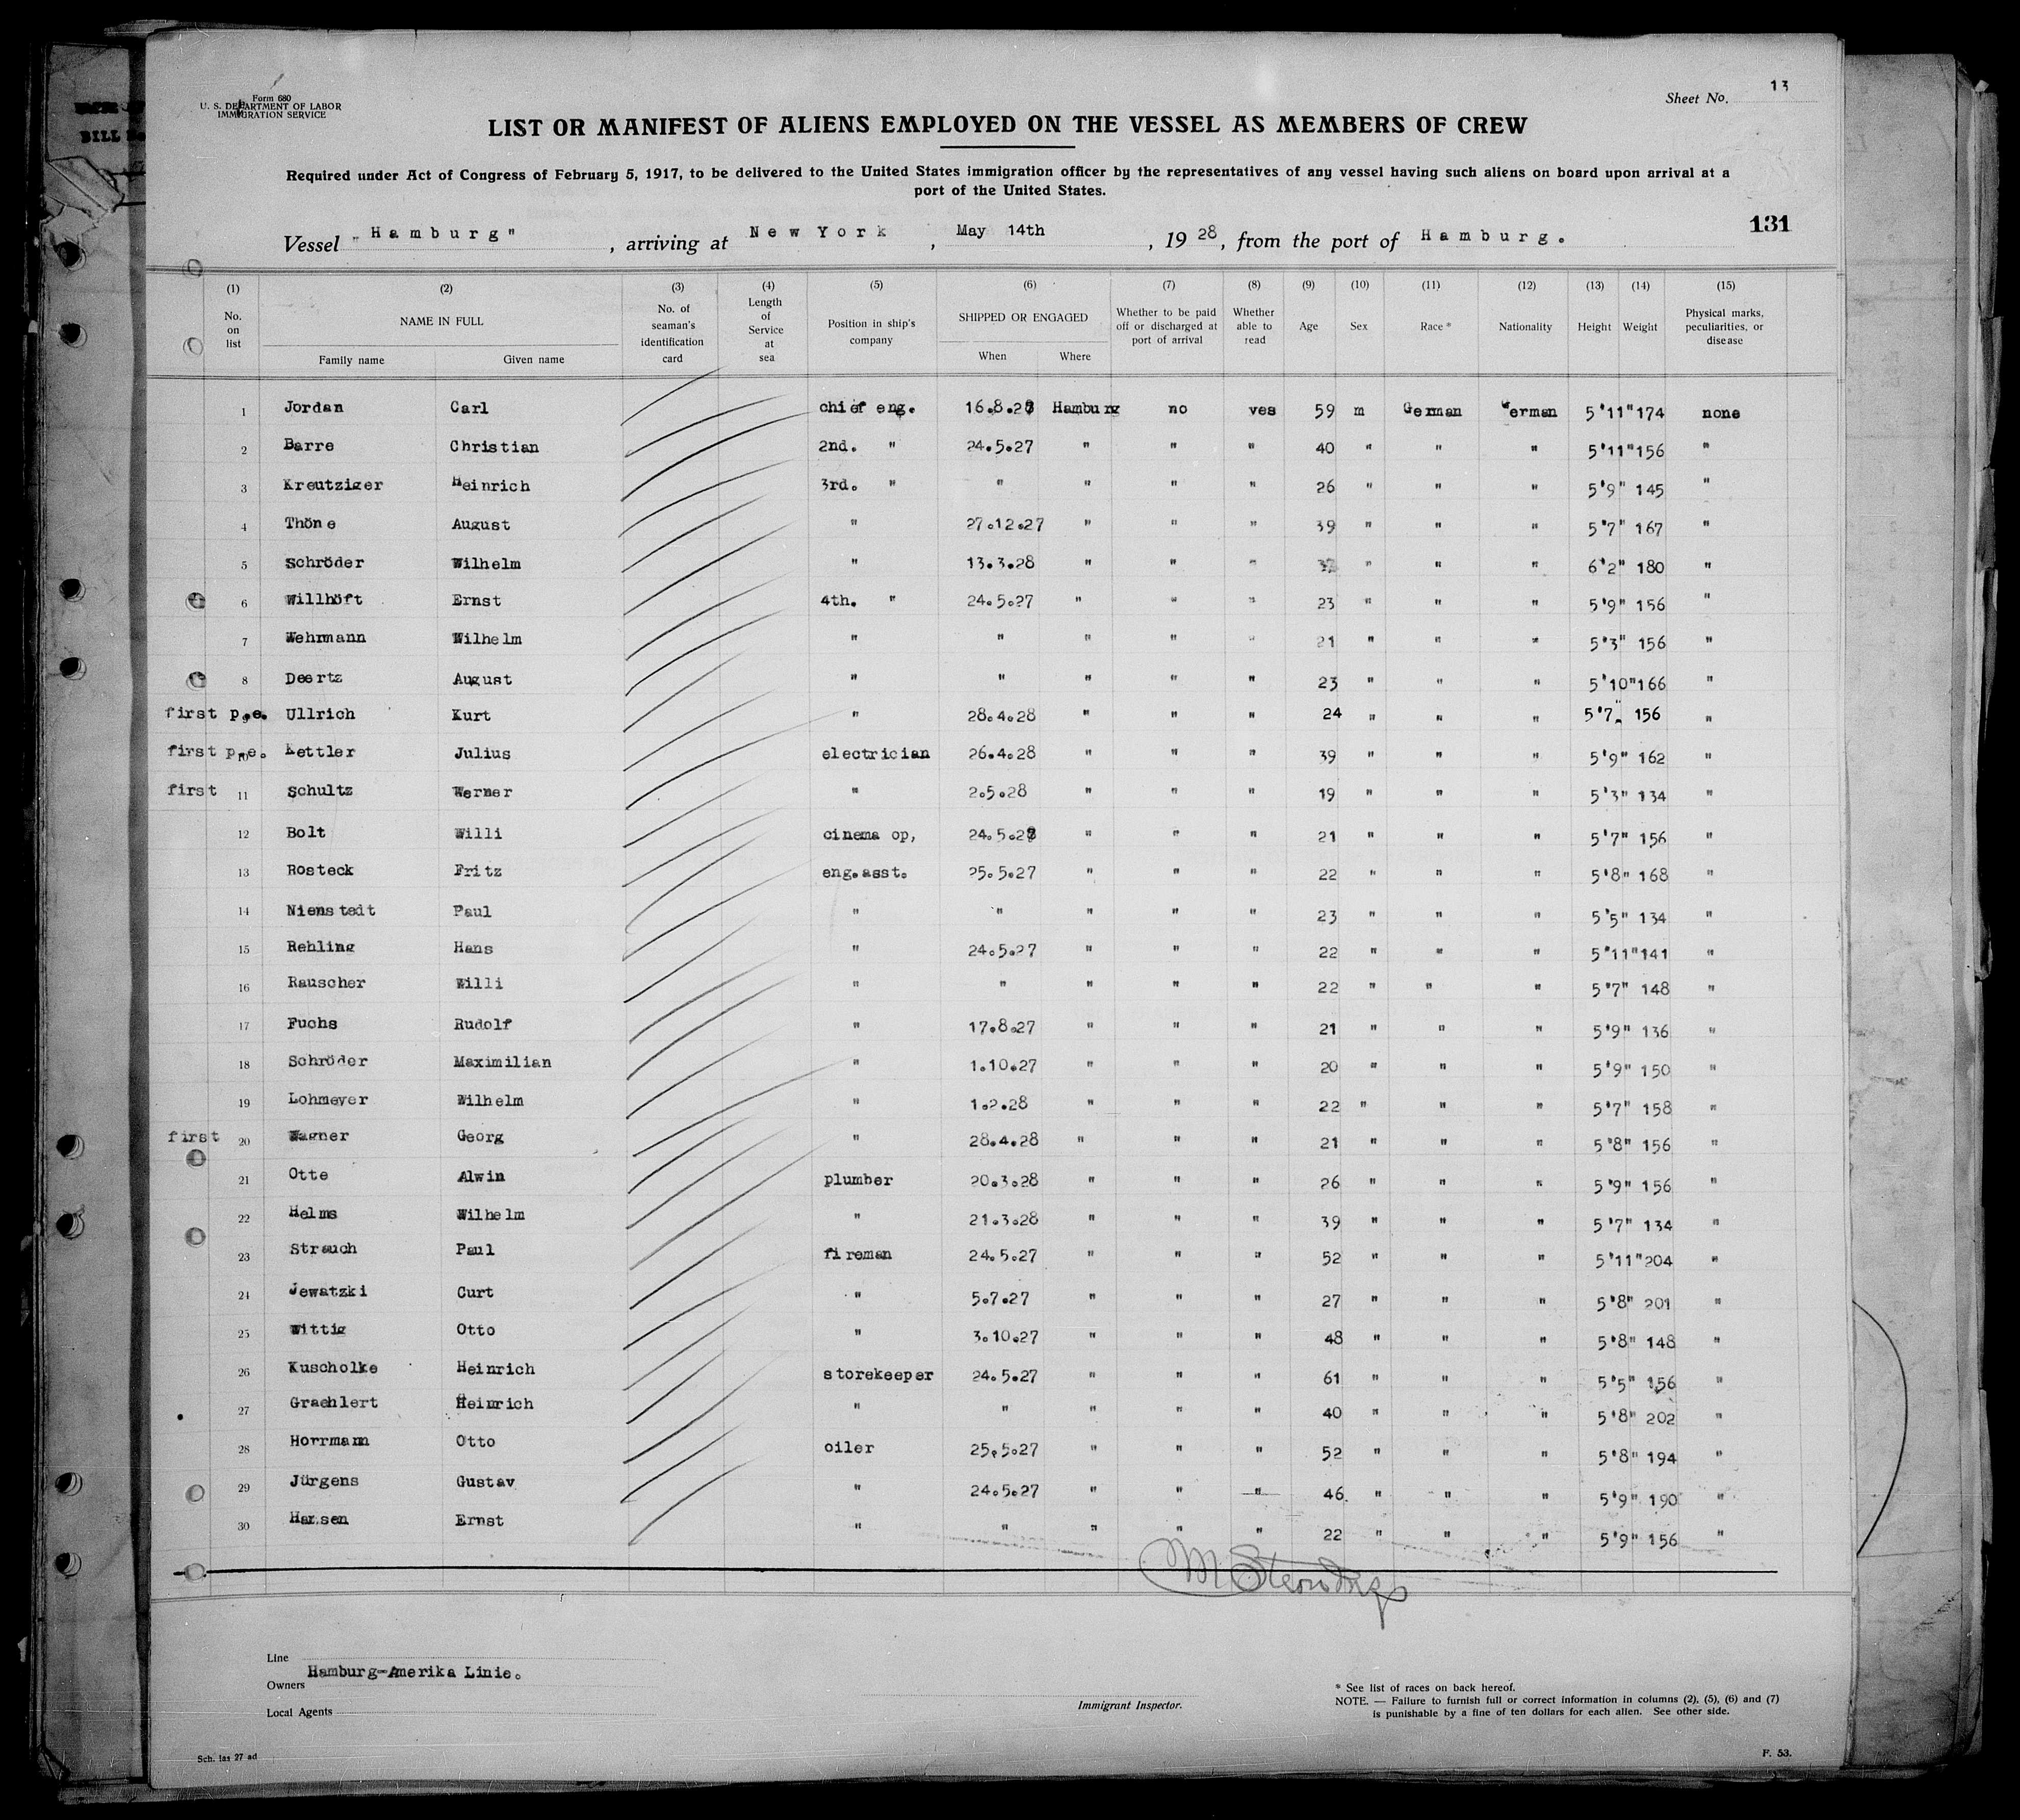 Form 680
U. S. DEPARTMENT OF LABOR
IMMIGRATION SERVICE
Sheet No. 13
LIST OR MANIFEST OF ALIENS EMPLOYED ON THE VESSEL AS MEMBERS OF CREW
Required under Act of Congress of February 5, 1917, to be delivered to the United States immigration officer by the representatives of any vessel having such aliens on board upon arrival at a
port of the United States.
131
Vessel "Hamburg", arriving at New York, May 14th, 1928, from the port of Hamburg.
(1) (2) (3) (4) (5) (6) (7) (8) (9) (10) (11) (12) (13) (14) (15)
No. on list NAME IN FULL Family name Given name No. of seaman's identification card Length of Service at sea Position in ship's company SHIPPED OR ENGAGED When Where Whether to be paid off or discharged at port of arrival Whether able to read Age Sex Race * Nationality Height Weight Physical marks, peculiarities, or disease
1 Jordan Carl chief eng. 16.8.27 Hamburg no yes 59 m German German 5'11" 174 none
2 Barre Christian 2nd. " 24.5.27 " " " 40 " " " 5'11" 156 "
3 Kreutziger Heinrich 3rd. " " " " " 26 " " " 5'9" 145 "
4 Thöne August " 27.12.27 " " " 39 " " " 5'7" 167 "
5 Schröder Wilhelm " 13.3.28 " " " " " " 6'2" 180 "
6 Willhöft Ernst 4th. " 24.5.27 " " " 23 " " " 5'9" 156 "
7 Wehrmann Wilhelm " " " " " 21 " " " 5'3" 156 "
8 Deertz August " " " " " 23 " " " 5'10" 166 "
first p.e. 9 Ullrich Kurt " 28.4.28 " " " 24 " " " 5'7" 156 "
first p.e. 10 Kettler Julius electrician 26.4.28 " " " 39 " " " 5'9" 162 "
first 11 Schultz Werner " 2.5.28 " " " 19 " " " 5'3" 134 "
12 Bolt Willi cinema op, 24.5.27 " " " 21 " " " 5'7" 156 "
13 Rosteck Fritz eng.asst. 25.5.27 " " " 22 " " " 5'8" 168 "
14 Nienstedt Paul " " " " " 23 " " " 5'5" 134 "
15 Rehling Hans " 24.5.27 " " " 22 " " " 5'11" 141 "
16 Rauscher Willi " " " " " 22 " " " 5'7" 148 "
17 Fuchs Rudolf " 17.8.27 " " " 21 " " " 5'9" 136 "
18 Schröder Maximilian " 1.10.27 " " " 20 " " " 5'9" 150 "
19 Lohmeyer Wilhelm " 1.2.28 " " " 22 " " " 5'7" 158 "
first 20 Wagner Georg " 28.4.28 " " " 21 " " " 5'8" 156 "
21 Otte Alwin plumber 20.3.28 " " " 26 " " " 5'9" 156 "
22 Helms Wilhelm " 21.3.28 " " " 39 " " " 5'7" 134 "
23 Strauch Paul fireman 24.5.27 " " " 52 " " " 5'11" 204 "
24 Jewatzki Curt " 5.7.27 " " " 27 " " " 5'8" 201 "
25 Wittig Otto " 3.10.27 " " " 48 " " " 5'8" 148 "
26 Kuscholke Heinrich storekeeper 24.5.27 " " " 61 " " " 5'5" 156 "
27 Graehlert Heinrich " " " " " 40 " " " 5'8" 202 "
28 Horrmann Otto oiler 25.5.27 " " " 52 " " " 5'8" 194 "
29 Jürgens Gustav " 24.5.27 " " " 46. " " " 5'9" 190 "
30 Hansen Ernst " " " " " 22 " " " 5'9" 156 "
Line
Hamburg-Amerika Linie.
Owners
Local Agents
Immigrant Inspector.
* See list of races on back hereof.
NOTE. — Failure to furnish full or correct information in columns (2), (5), (6) and (7)
is punishable by a fine of ten dollars for each alien. See other side.
Sch. las 27 ad
F. 53.